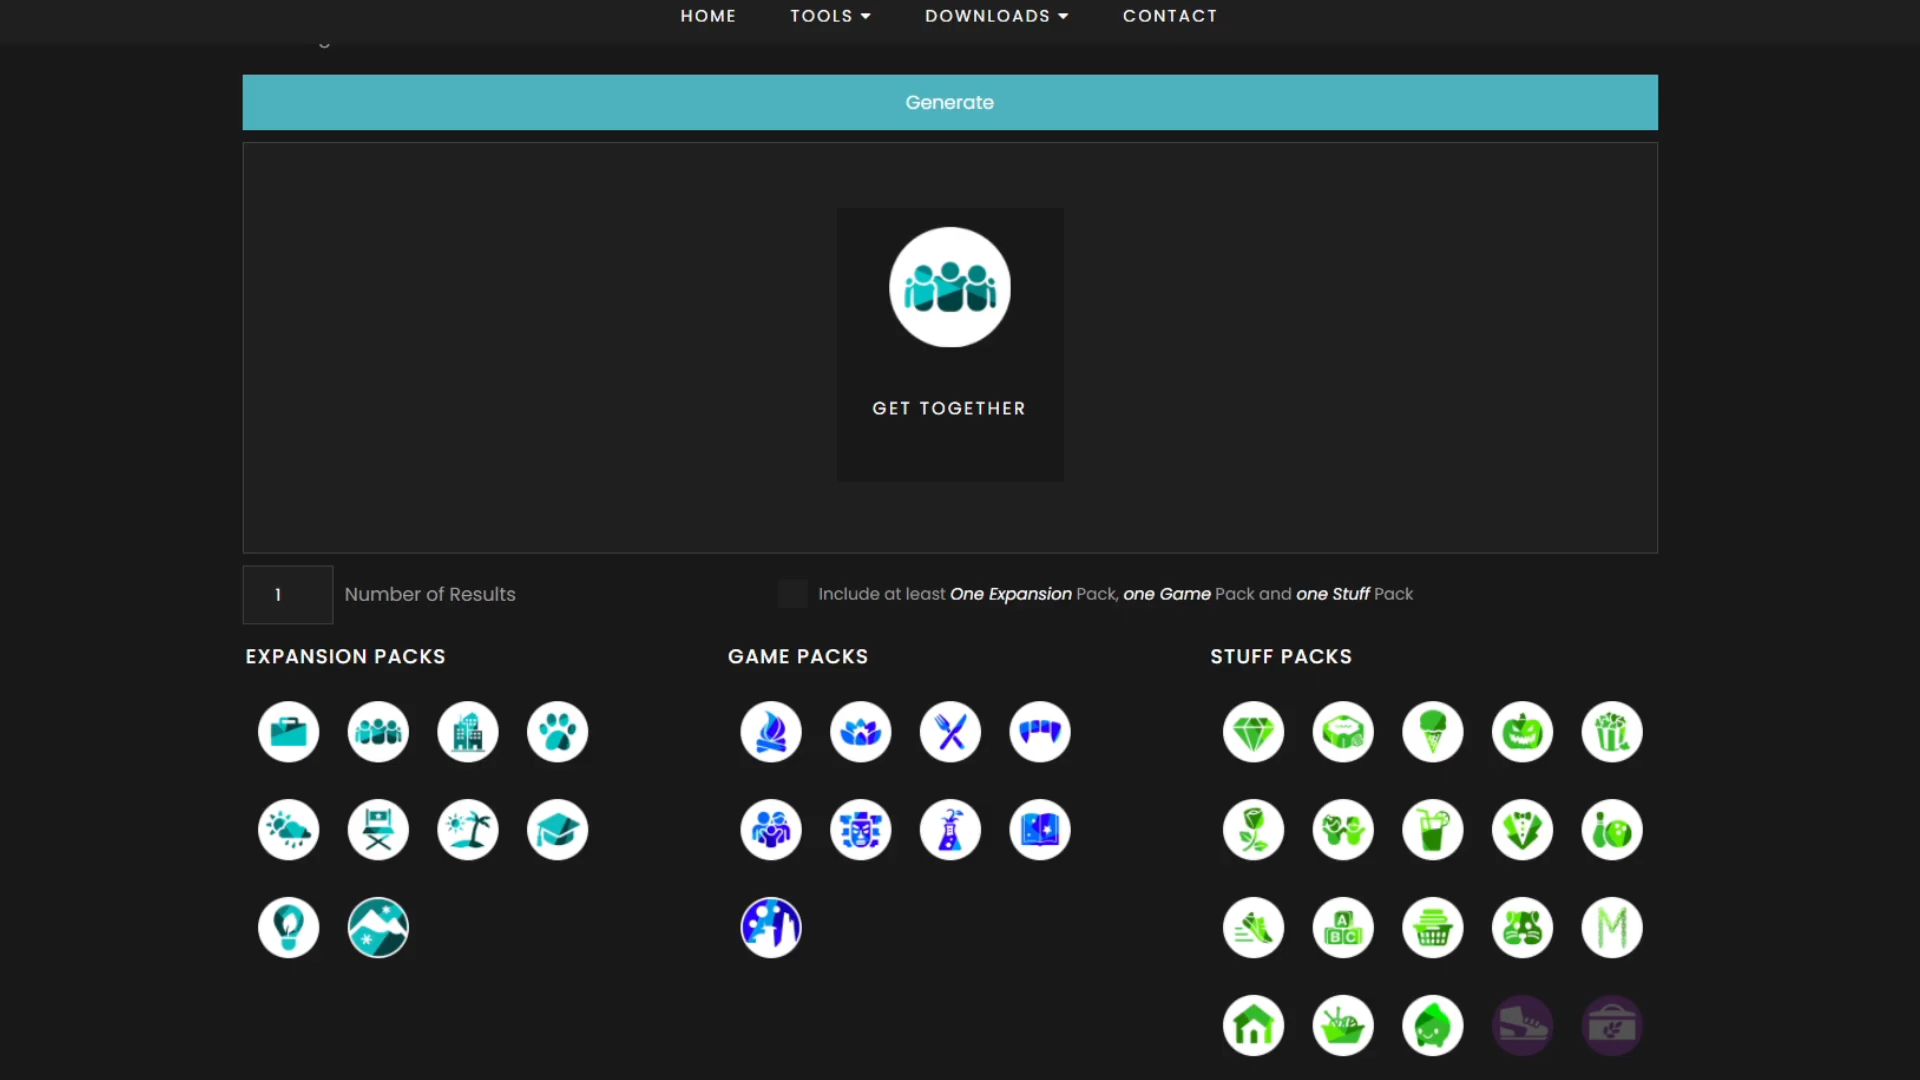 HOME TOOLS DOWNLOADS CONTACT
Generate
GET TOGETHER
1 Number of Results
Include at least One Expansion Pack, one Game Pack and one Stuff Pack
EXPANSION PACKS
GAME PACKS
STUFF PACKS
A
B C
M